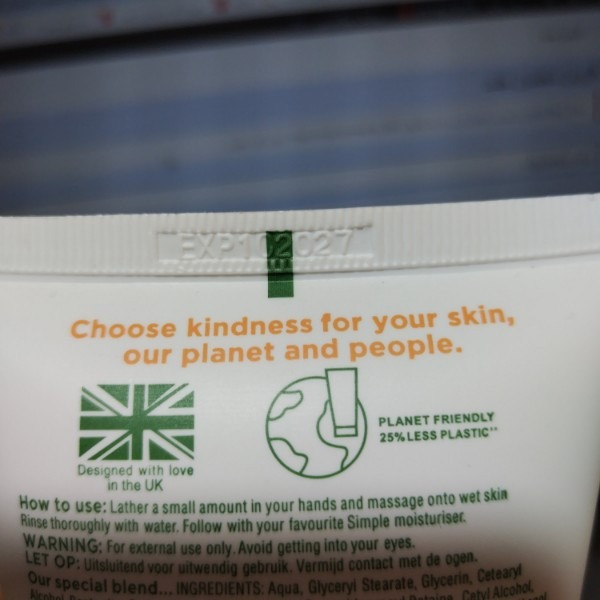 EXP102027
Choose kindness for your skin,
our planet and people.
Designed with love
in the UK
PLANET FRIENDLY
25% LESS PLASTIC**
How to use: Lather a small amount in your hands and massage onto wet skin
Rinse thoroughly with water. Follow with your favourite Simple moisturiser.
WARNING: For external use only. Avoid getting into your eyes.
LET OP: Uitsluitend voor uitwendig gebruik. Vermijd contact met de ogen.
Our special blend... INGREDIENTS: Aqua, Glyceryl Stearate, Glycerin, Cetearyl
Cetyl Alcohol,